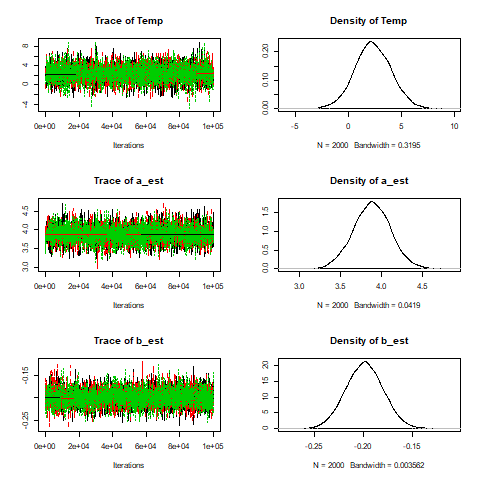 Trace of Temp
8
4
0
-4
0e+00 2e+04 4e+04 6e+04 8e+04 1e+05
Iterations
Density of Temp
0.20
0.10
0.00
-5 0 5 10
N = 2000 Bandwidth = 0.3195
Trace of a_est
4.5
4.0
3.5
3.0
0e+00 2e+04 4e+04 6e+04 8e+04 1e+05
Iterations
Density of a_est
1.5
1.0
0.5
0.0
3.0 3.5 4.0 4.5
N = 2000 Bandwidth = 0.0419
Trace of b_est
-0.15
-0.25
0e+00 2e+04 4e+04 6e+04 8e+04 1e+05
Iterations
Density of b_est
20
15
10
5
0
-0.25 -0.20 -0.15
N = 2000 Bandwidth = 0.003562